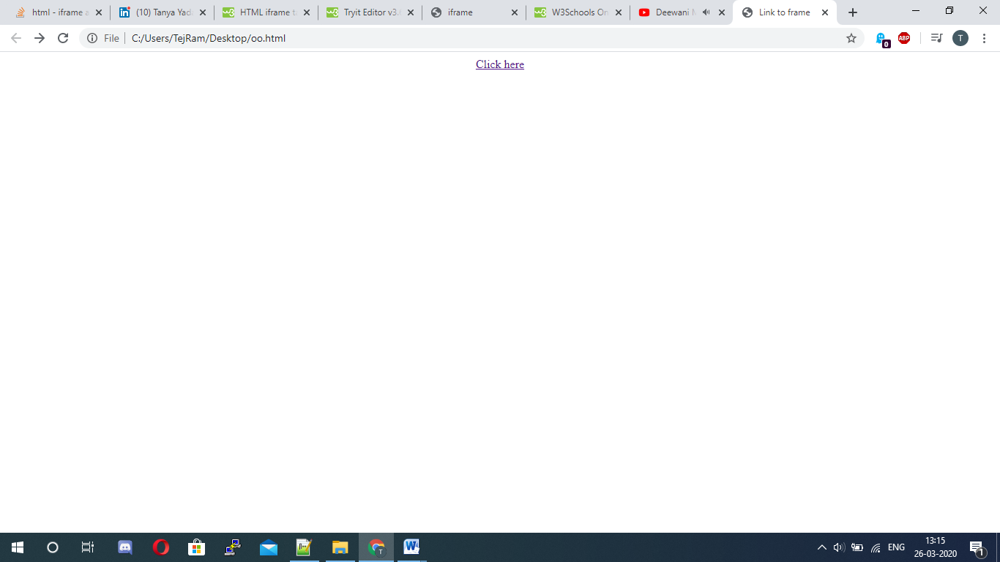 html - iframe a
(10) Tanya Yad
HTML iframe t
Tryit Editor v3.
iframe
W3Schools On
Deewani M
Link to frame
File
C:/Users/TejRam/Desktop/oo.html
0
ABP
T
Click here
T
W
ENG
13:15
26-03-2020
1